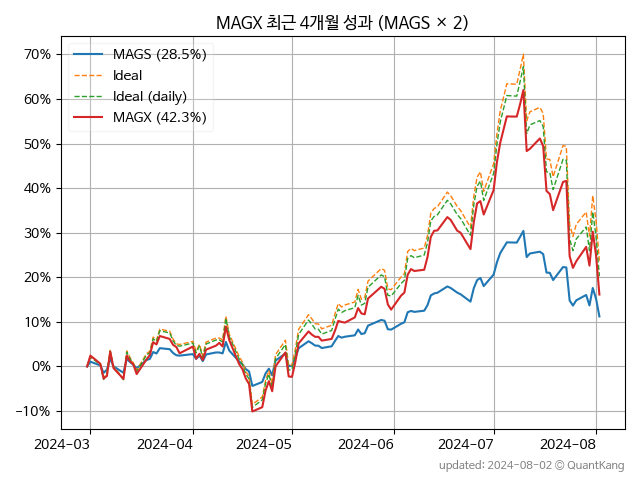 MAGX 최근 4개월 성과 (MAGS × 2)
70%
60%
50%
40%
30%
20%
10%
0%
−10%
MAGS (28.5%)
Ideal
Ideal (daily)
MAGX (42.3%)
2024−03
2024−04
2024−05
2024−06
2024−07
2024−08
updated: 2024-08-02 © QuantKang